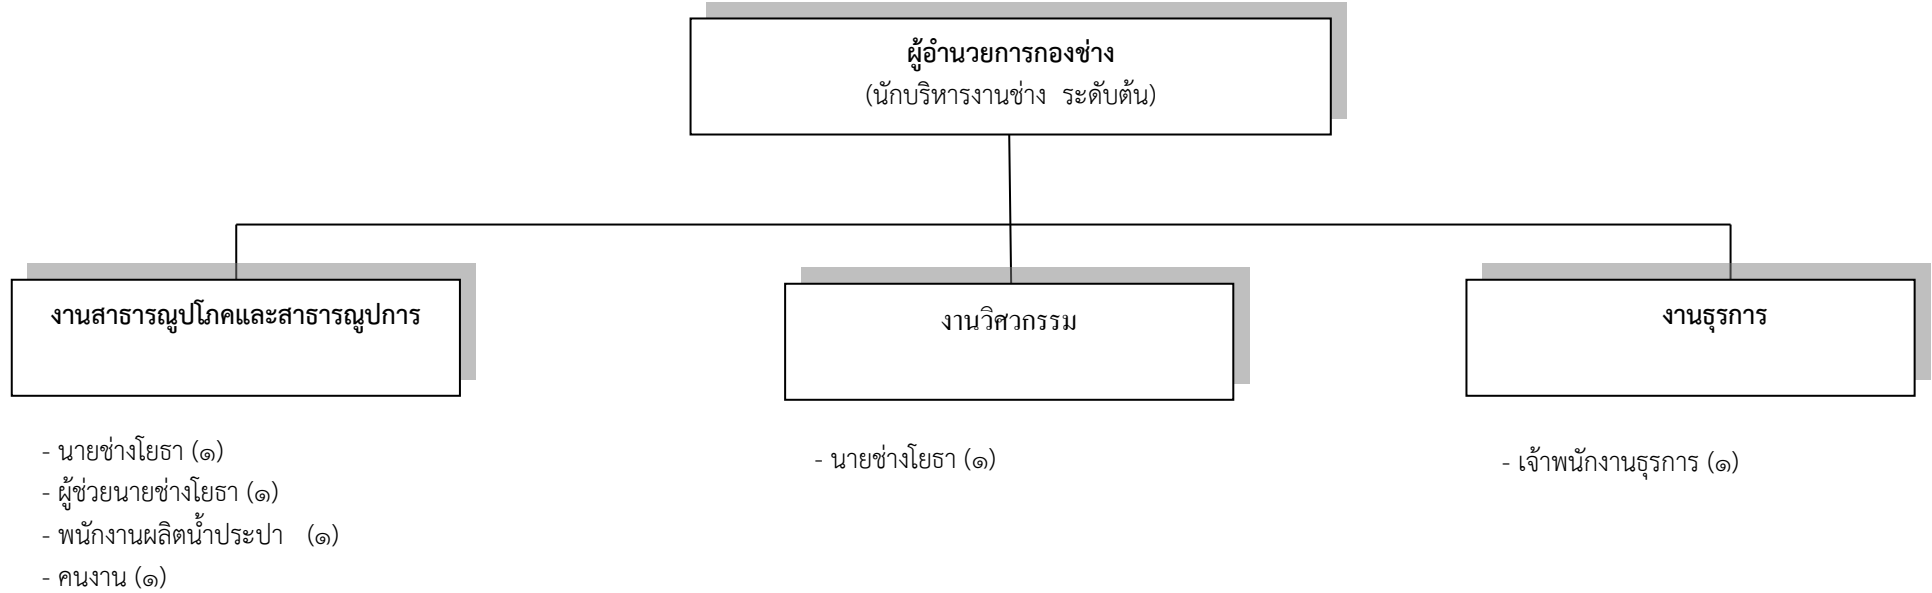 ผู้อำนวยการกองช่าง
(นักบริหารงานช่าง ระดับต้น)
งานสาธารณูปโภคและสาธารณูปการ
งานวิศวกรรม
งานธุรการ
- นายช่างโยธา (๑)
- ผู้ช่วยนายช่างโยธา (๑)
- พนักงานผลิตน้ำประปา (๑)
- คนงาน (๑)
- นายช่างโยธา (๑)
- เจ้าพนักงานธุรการ (๑)